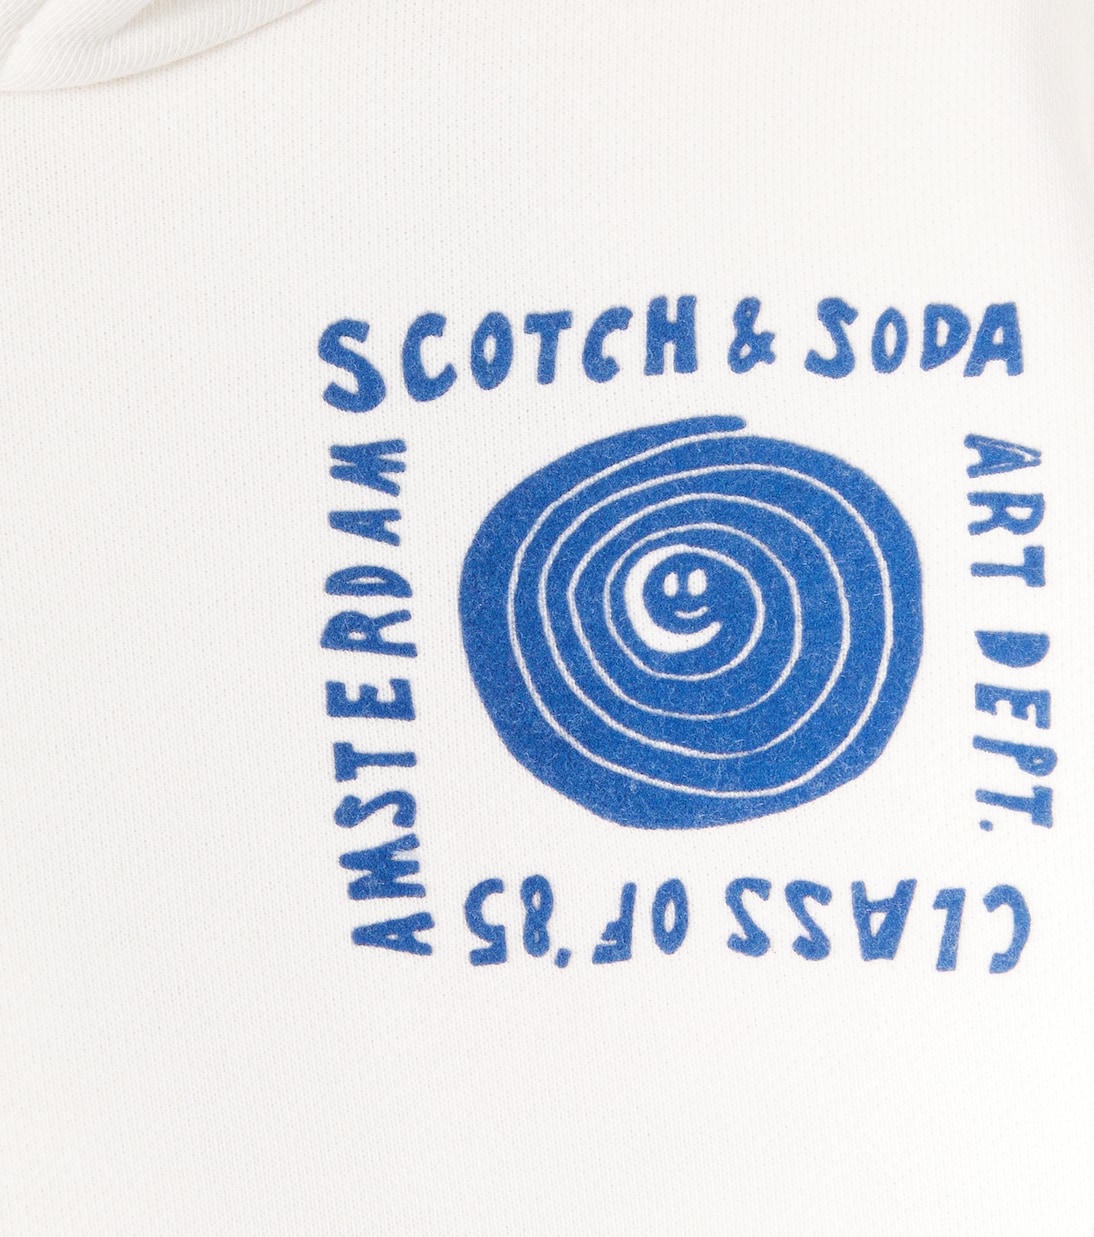 SCOTCH & SODA
ART DEPT.
CLASS OF '85
AMSTERDAM